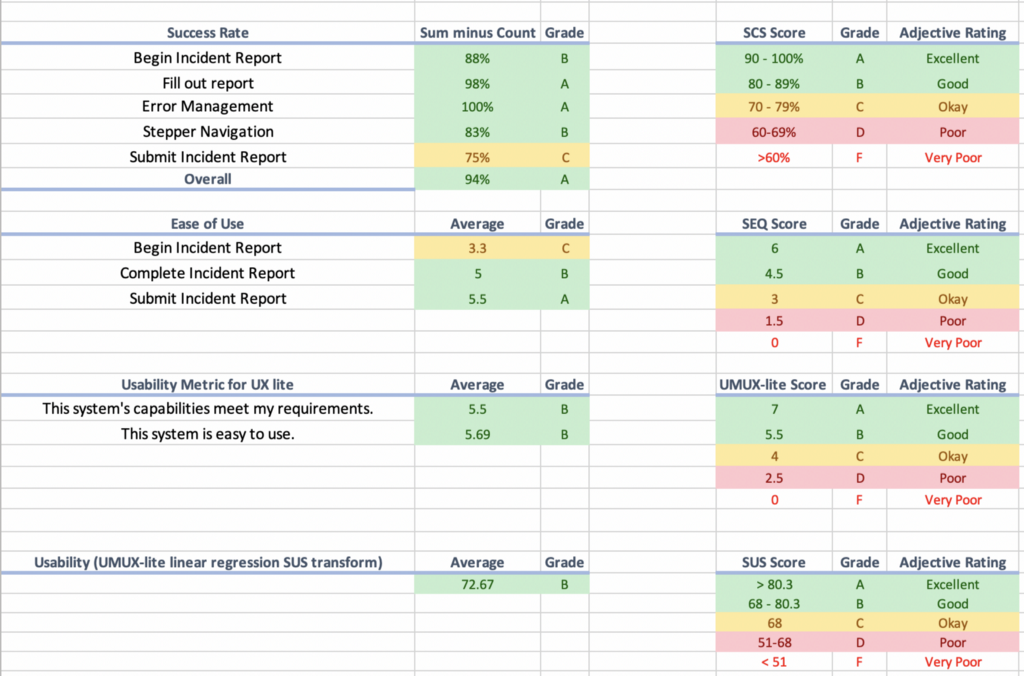 Success Rate Sum minus Count Grade SCS Score Grade Adjective Rating
Begin Incident Report 88% B 90 - 100% A Excellent
Fill out report 98% A 80 - 89% B Good
Error Management 100% A 70 - 79% C Okay
Stepper Navigation 83% B 60-69% D Poor
Submit Incident Report 75% C >60% F Very Poor
Overall 94% A
Ease of Use Average Grade SEQ Score Grade Adjective Rating
Begin Incident Report 3.3 C 6 A Excellent
Complete Incident Report 5 B 4.5 B Good
Submit Incident Report 5.5 A 3 C Okay
1.5 D Poor
0 F Very Poor
Usability Metric for UX lite Average Grade UMUX-lite Score Grade Adjective Rating
This system's capabilities meet my requirements. 5.5 B 7 A Excellent
This system is easy to use. 5.69 B 5.5 B Good
4 C Okay
2.5 D Poor
0 F Very Poor
Usability (UMUX-lite linear regression SUS transform) Average Grade SUS Score Grade Adjective Rating
72.67 B > 80.3 A Excellent
68 - 80.3 B Good
68 C Okay
51-68 D Poor
< 51 F Very Poor